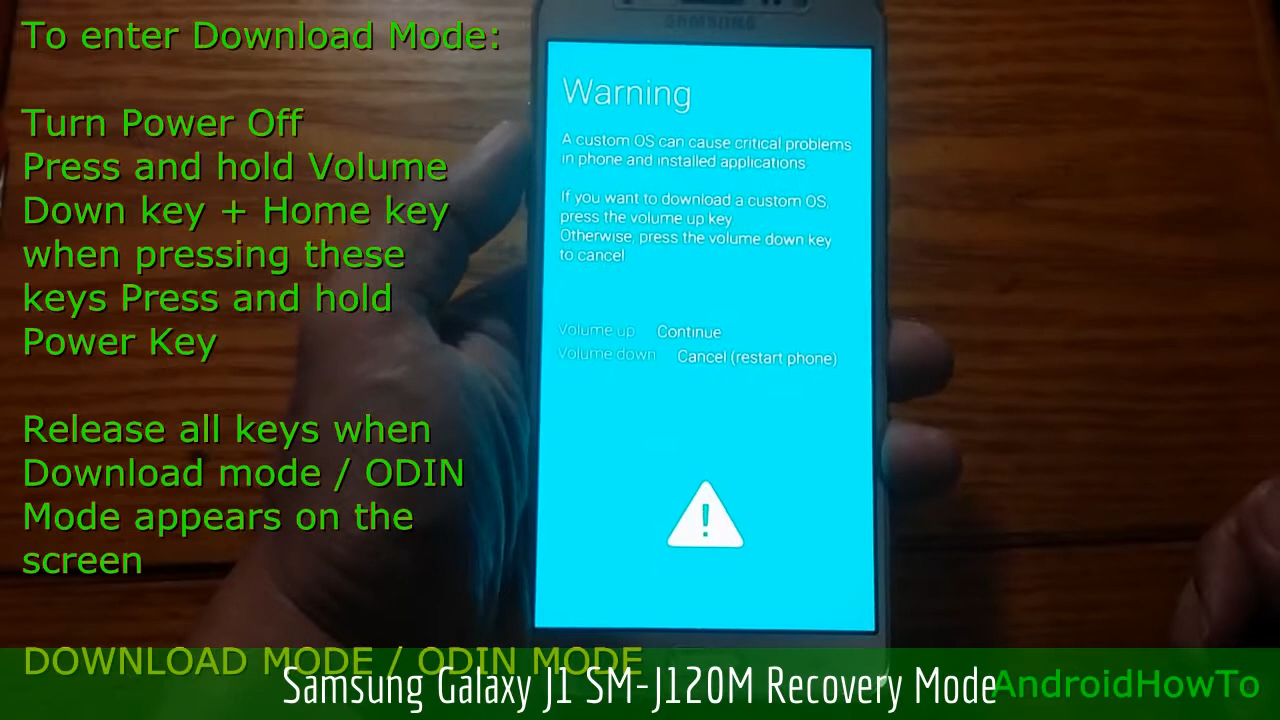 To enter Download Mode:
Turn Power Off
Press and hold Volume
Down key + Home key
when pressing these
keys Press and hold
Power Key
Release all keys when
Download mode / ODIN
Mode appears on the
screen
DOWNLOAD MODE / ODIN MODE
SAMSUNG
Warning
A custom OS can cause critical problems
in phone and installed applications
If you want to download a custom OS,
press the volume up key
Otherwise, press the volume down key
to cancel
Volume up Continue
Volume down Cancel (restart phone)
Samsung Galaxy J1 SM-J120M Recovery Mode
AndroidHowTo